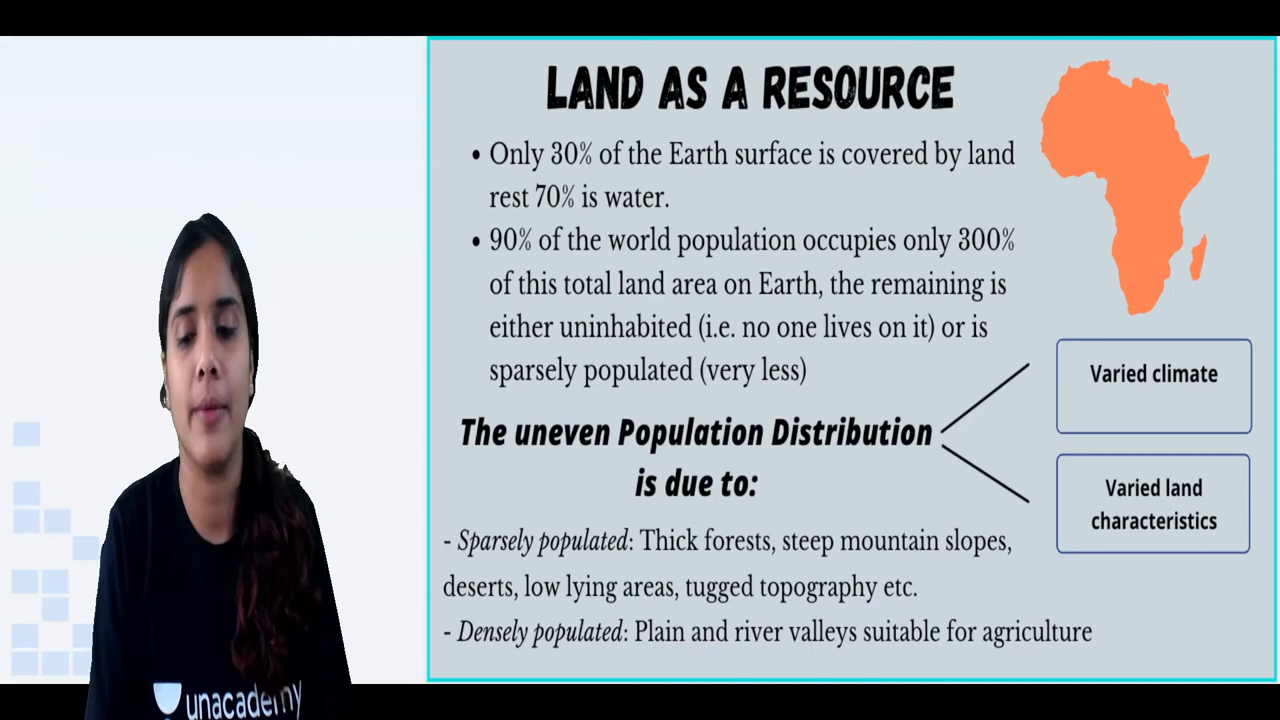 LAND AS A RESOURCE
• Only 30% of the Earth surface is covered by land
rest 70% is water.
• 90% of the world population occupies only 300%
of this total land area on Earth, the remaining is
either uninhabited (i.e. no one lives on it) or is
sparsely populated (very less)
The uneven Population Distribution
is due to:
Varied climate
Varied land
characteristics
- Sparsely populated: Thick forests, steep mountain slopes,
deserts, low lying areas, tugged topography etc.
- Densely populated: Plain and river valleys suitable for agriculture
unacademy